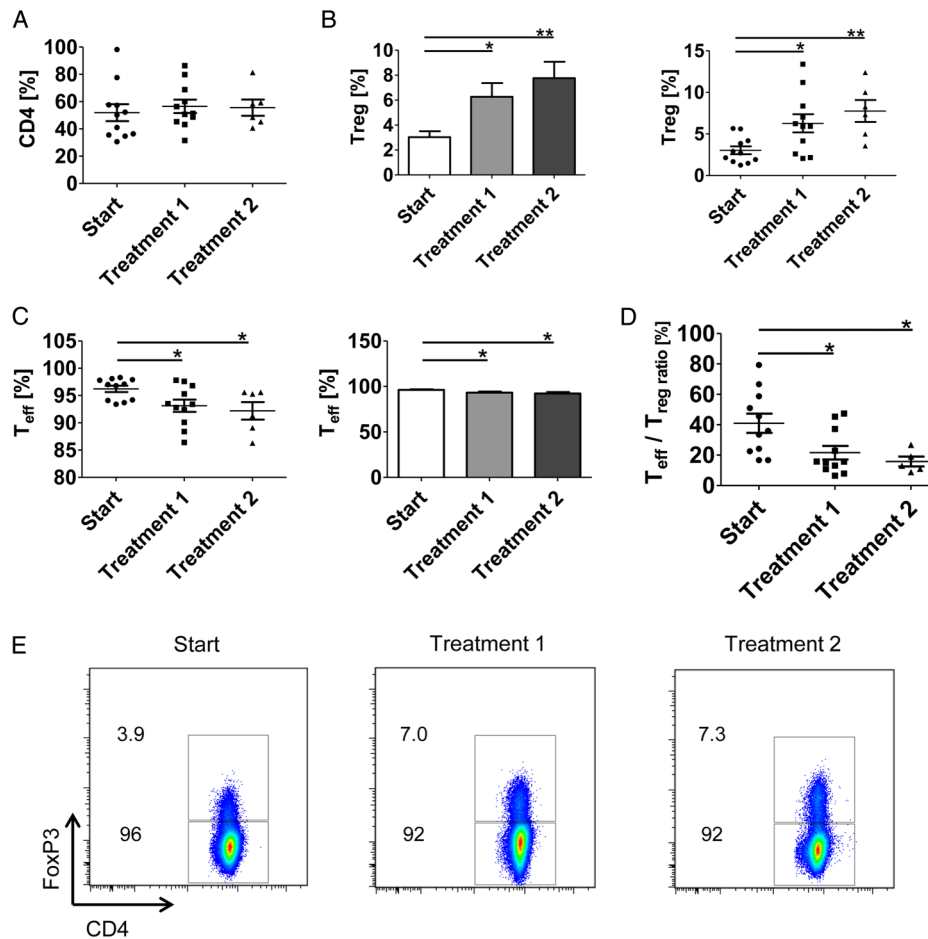 A
CD4 [%]
100
80
60
40
20
0
Start
Treatment 1
Treatment 2
B
Treg [%]
10
8
6
4
2
0
*
**
Start
Treatment 1
Treatment 2
Treg [%]
15
10
5
0
*
**
Start
Treatment 1
Treatment 2
C
Teff [%]
105
100
95
90
85
80
*
*
Start
Treatment 1
Treatment 2
Teff [%]
150
100
50
0
*
*
Start
Treatment 1
Treatment 2
D
Teff / Treg ratio [%]
100
80
60
40
20
0
*
*
Start
Treatment 1
Treatment 2
E
Start
3.9
96
Treatment 1
7.0
92
Treatment 2
7.3
92
FoxP3
CD4